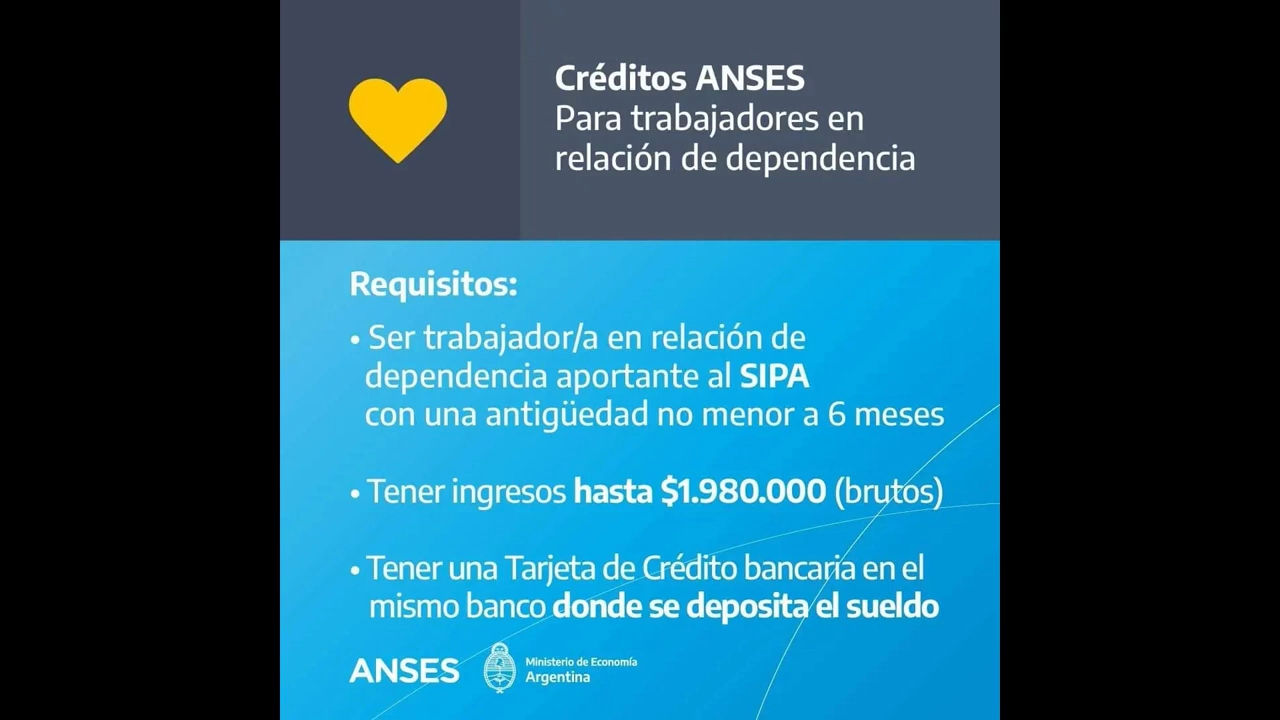 Créditos ANSES
Para trabajadores en
relación de dependencia
Requisitos:
• Ser trabajador/a en relación de
dependencia aportante al SIPA
con una antigüedad no menor a 6 meses
• Tener ingresos hasta $1.980.000 (brutos)
• Tener una Tarjeta de Crédito bancaria en el
mismo banco donde se deposita el sueldo
ANSES
Ministerio de Economía
Argentina